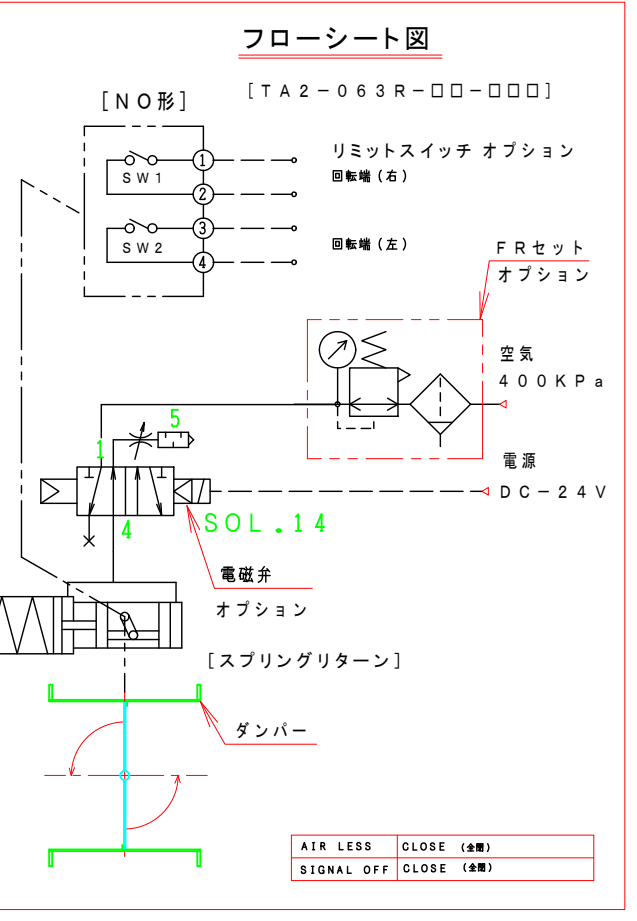 フローシート図
[TA2-063R-□□-□□□]
[NO形]
リミットスイッチ オプション
回転端(右)
回転端(左)
1
SW1
2
3
SW2
4
FRセット
オプション
空気
400KPa
電源
DC-24V
5
1
4
SOL.14
電磁弁
オプション
[スプリングリターン]
ダンパー
AIR LESS CLOSE (全閉)
SIGNAL OFF CLOSE (全閉)